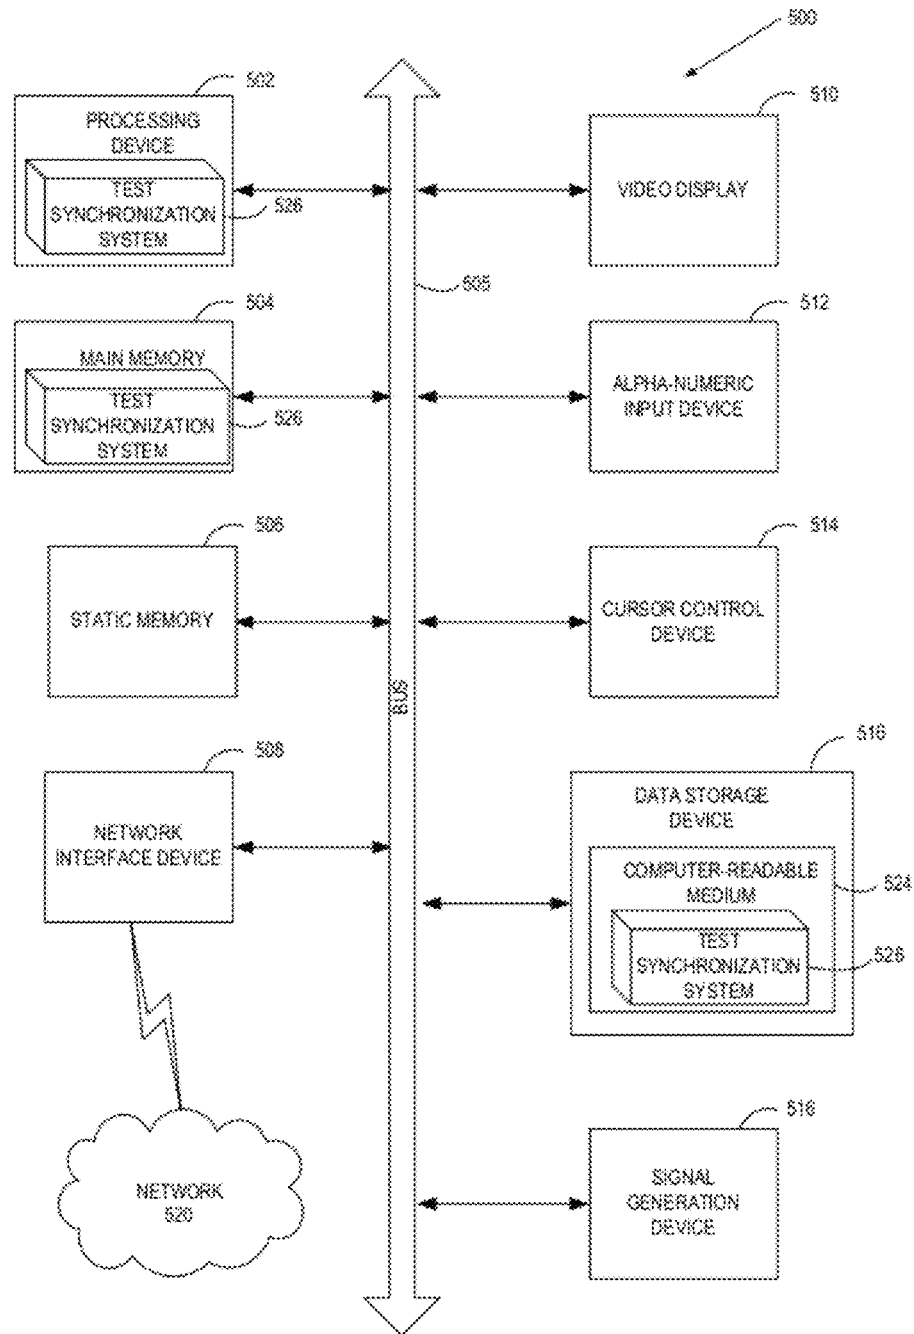 500
502
PROCESSING
DEVICE
TEST
SYNCHRONIZATION
SYSTEM
526
510
VIDEO DISPLAY
505
504
MAIN MEMORY
TEST
SYNCHRONIZATION
SYSTEM
526
512
ALPHA-NUMERIC
INPUT DEVICE
506
STATIC MEMORY
514
CURSOR CONTROL
DEVICE
BUS
508
NETWORK
INTERFACE DEVICE
516
DATA STORAGE
DEVICE
COMPUTER-READABLE
MEDIUM
524
TEST
SYNCHRONIZATION
SYSTEM
526
NETWORK
520
516
SIGNAL
GENERATION
DEVICE